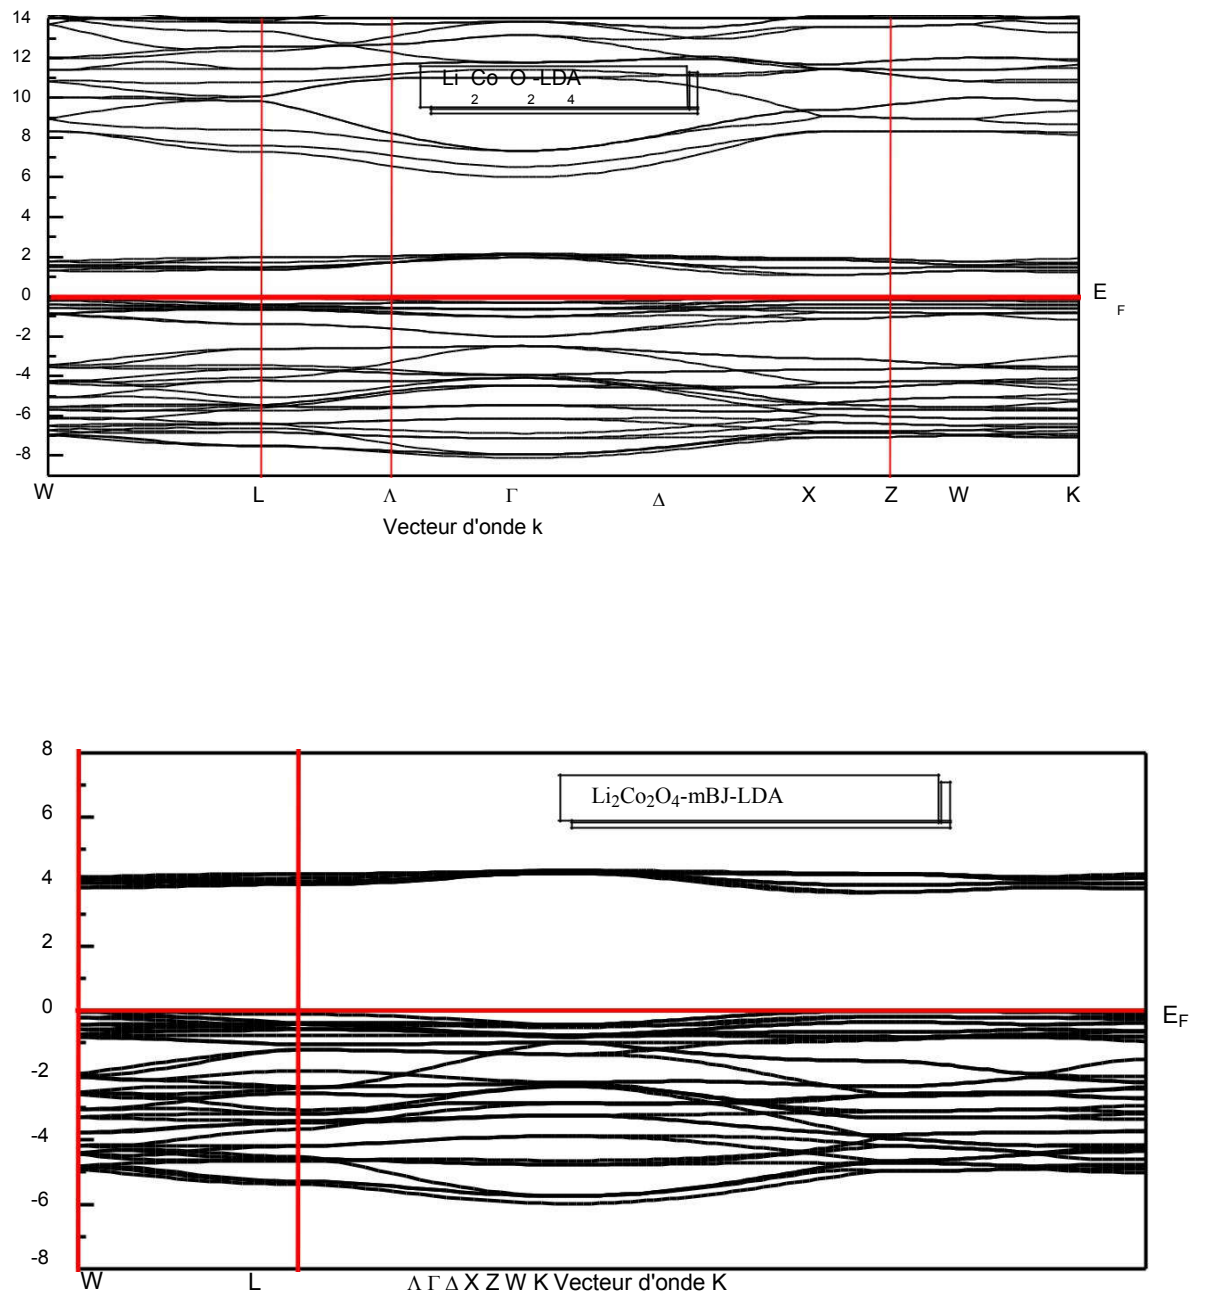 14
12
Li Co O -LDA
10
2 2 4
8
6
4
2
0
E
F
-2
-4
-6
-8
W L Λ Γ Δ X Z W K
Vecteur d'onde k
8
Li₂Co₂O₄-mBJ-LDA
6
4
2
0
E_F
-2
-4
-6
-8
W L Λ Γ Δ X Z W K Vecteur d'onde K